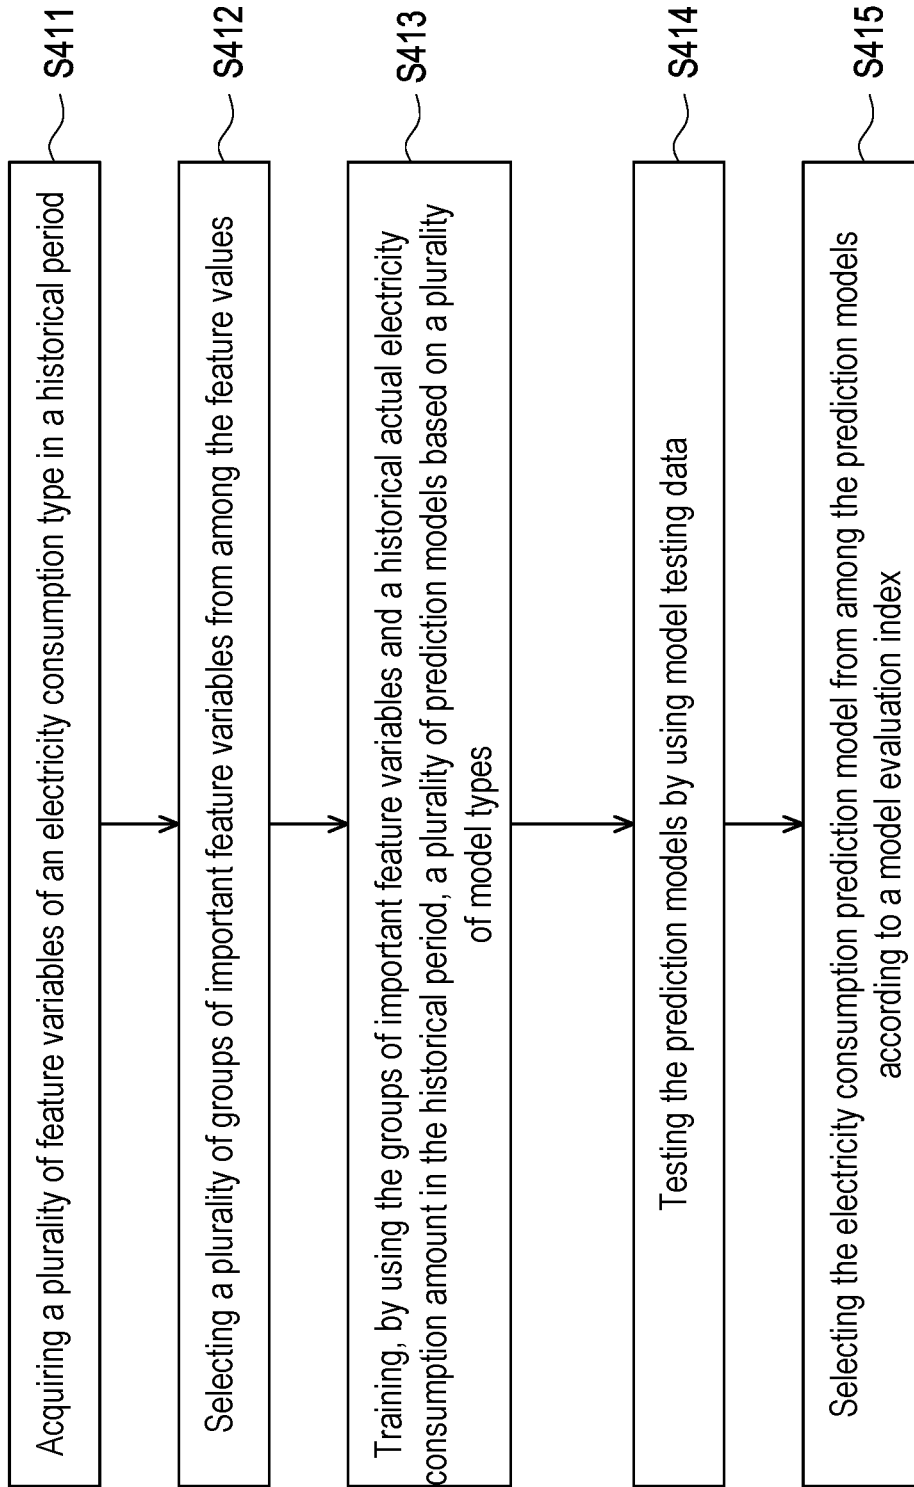 Acquiring a plurality of feature variables of an electricity consumption type in a historical period
S411
Selecting a plurality of groups of important feature variables from among the feature values
S412
Training, by using the groups of important feature variables and a historical actual electricity
consumption amount in the historical period, a plurality of prediction models based on a plurality
of model types
S413
Testing the prediction models by using model testing data
S414
Selecting the electricity consumption prediction model from among the prediction models
according to a model evaluation index
S415